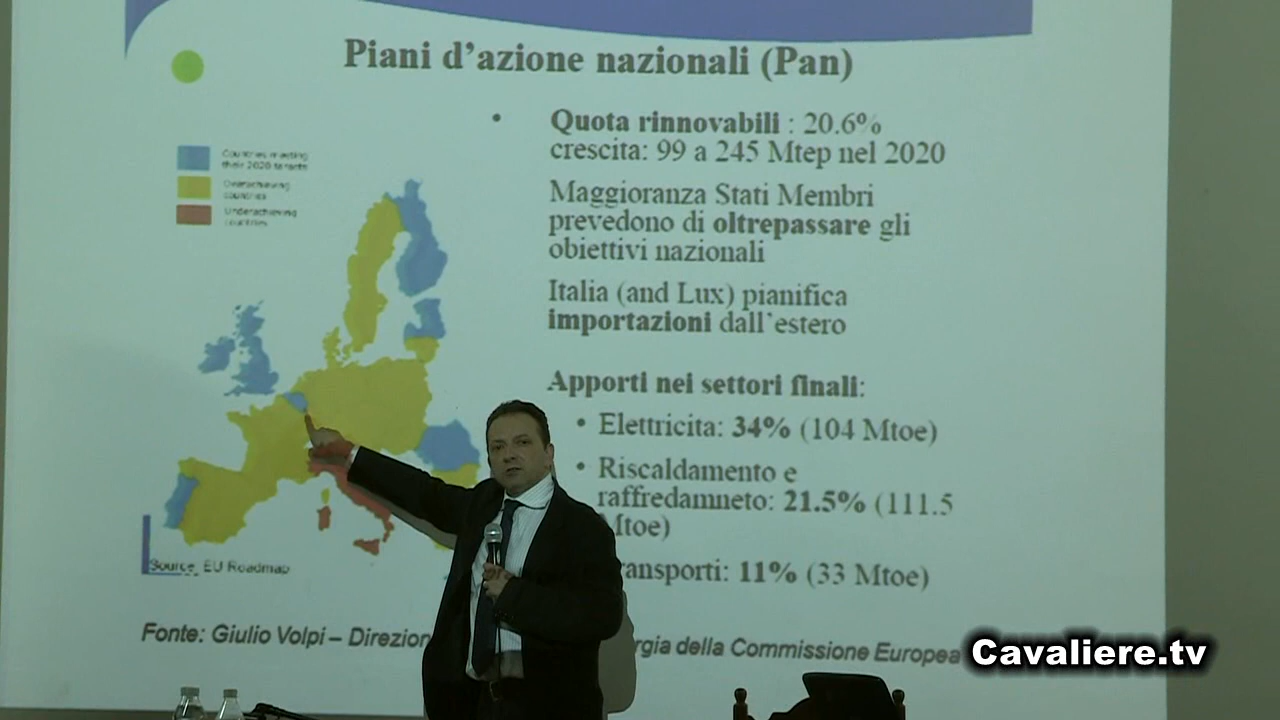 Piani d'azione nazionali (Pan)
Countries meeting
their 2020 targets
Overachieving
countries
Underachieving
countries
• Quota rinnovabili : 20.6%
crescita: 99 a 245 Mtep nel 2020
Maggioranza Stati Membri
prevedono di oltrepassare gli
obiettivi nazionali
Italia (and Lux) pianifica
importazioni dall'estero
Apporti nei settori finali:
• Elettricita: 34% (104 Mtoe)
• Riscaldamento e
raffredamneto: 21.5% (111.5
Mtoe)
ansporti: 11% (33 Mtoe)
Source, EU Roadmap
Fonte: Giulio Volpi – Direzion rgia della Commissione Europea
Cavaliere.tv